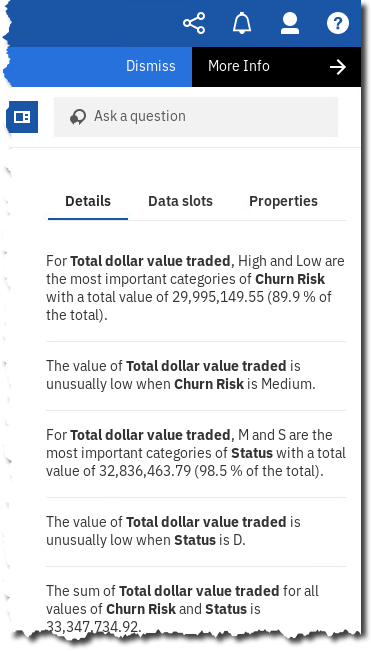 ?
Dismiss More Info
Ask a question
Details Data slots Properties
For Total dollar value traded, High and Low are
the most important categories of Churn Risk
with a total value of 29,995,149.55 (89.9 % of
the total).
The value of Total dollar value traded is
unusually low when Churn Risk is Medium.
For Total dollar value traded, M and S are the
most important categories of Status with a total
value of 32,836,463.79 (98.5 % of the total).
The value of Total dollar value traded is
unusually low when Status is D.
The sum of Total dollar value traded for all
values of Churn Risk and Status is
33,347,734.92.